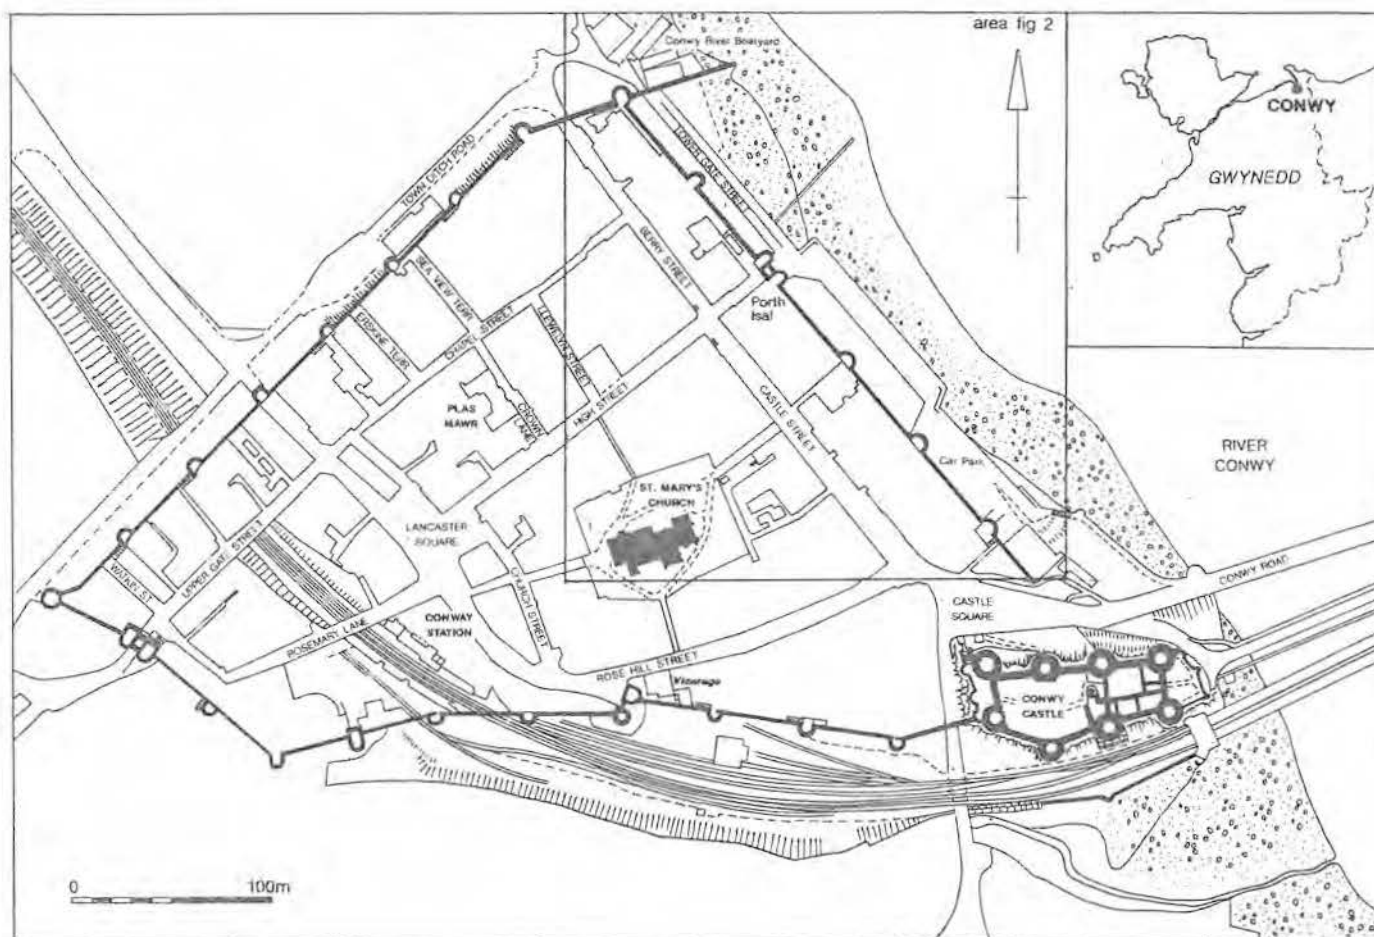 area fig 2
Conwy River Boatyard
CONWY
GWYNEDD
TOWN DITCH ROAD
TOWER GATE STREET
BERRY STREET
SEA VIEW TERR
Porth
Isaf
ERSKINE TERR
CHAPEL STREET
LLEWELYN STREET
PLAS
MAWR
CROWN
LANE
HIGH STREET
CASTLE STREET
Car Park
RIVER
CONWY
ST. MARY'S
CHURCH
LANCASTER
SQUARE
UPPER GATE STREET
WATKIN ST
CHURCH STREET
CONWY ROAD
CASTLE
SQUARE
CONWAY
STATION
ROSEMARY LANE
ROSE HILL STREET
Vicarage
CONWY
CASTLE
0 100m